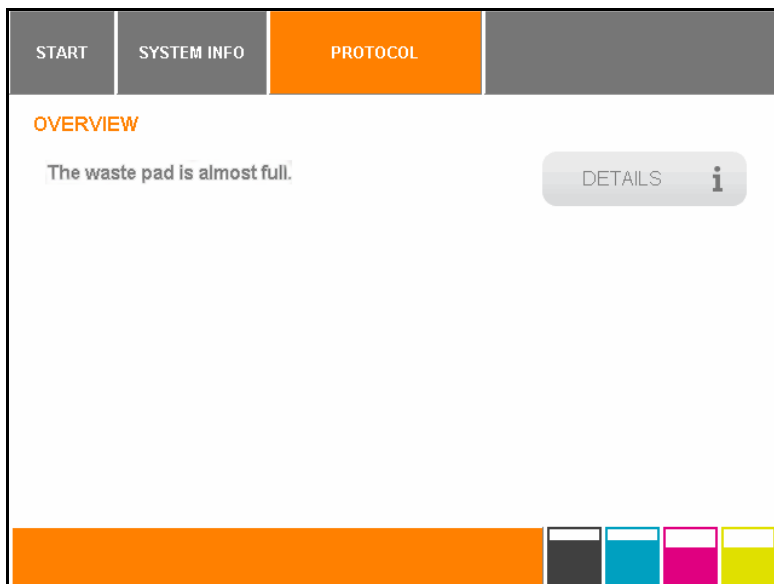 START
SYSTEM INFO
PROTOCOL
OVERVIEW
The waste pad is almost full.
DETAILS i